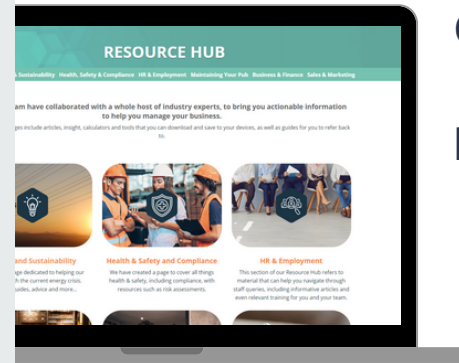 RESOURCE HUB
& Sustainability Health, Safety & Compliance HR & Employment Maintaining Your Pub Business & Finance Sales & Marketing
am have collaborated with a whole host of industry experts, to bring you actionable information
to help you manage your business.
ges include articles, insight, calculators and tools that you can download and save to your devices, as well as guides for you to refer back
to.
and Sustainability
Health & Safety and Compliance
HR & Employment
age dedicated to helping our
h the current energy crisis.
uides, advice and more...
We have created a page to cover all things
health & safety, including compliance, with
resources such as risk assessments.
This section of our Resource Hub refers to
material that can help you navigate through
staff queries, including informative articles and
even relevant training for you and your team.